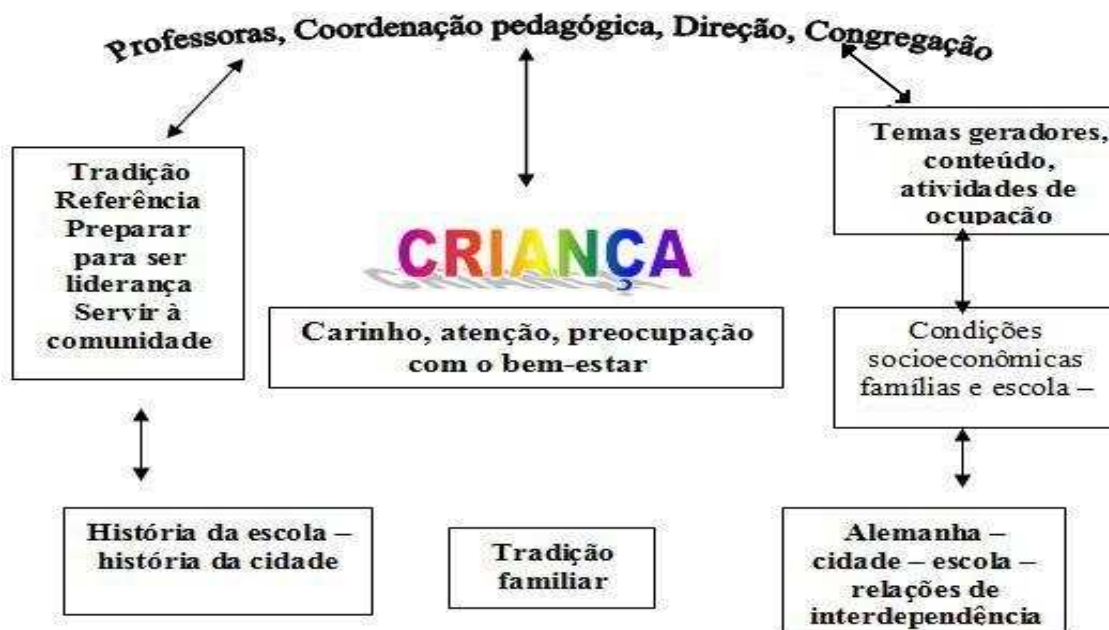 Professoras, Coordenação pedagógica, Direção, Congregação
Tradição
Referência
Preparar
para ser
liderança
Servir à
comunidade
CRIANÇA
Carinho, atenção, preocupação
com o bem-estar
Temas geradores,
conteúdo,
atividades de
ocupação
Condições
socioeconômicas
famílias e escola –
História da escola –
história da cidade
Tradição
familiar
Alemanha –
cidade – escola –
relações de
interdependência